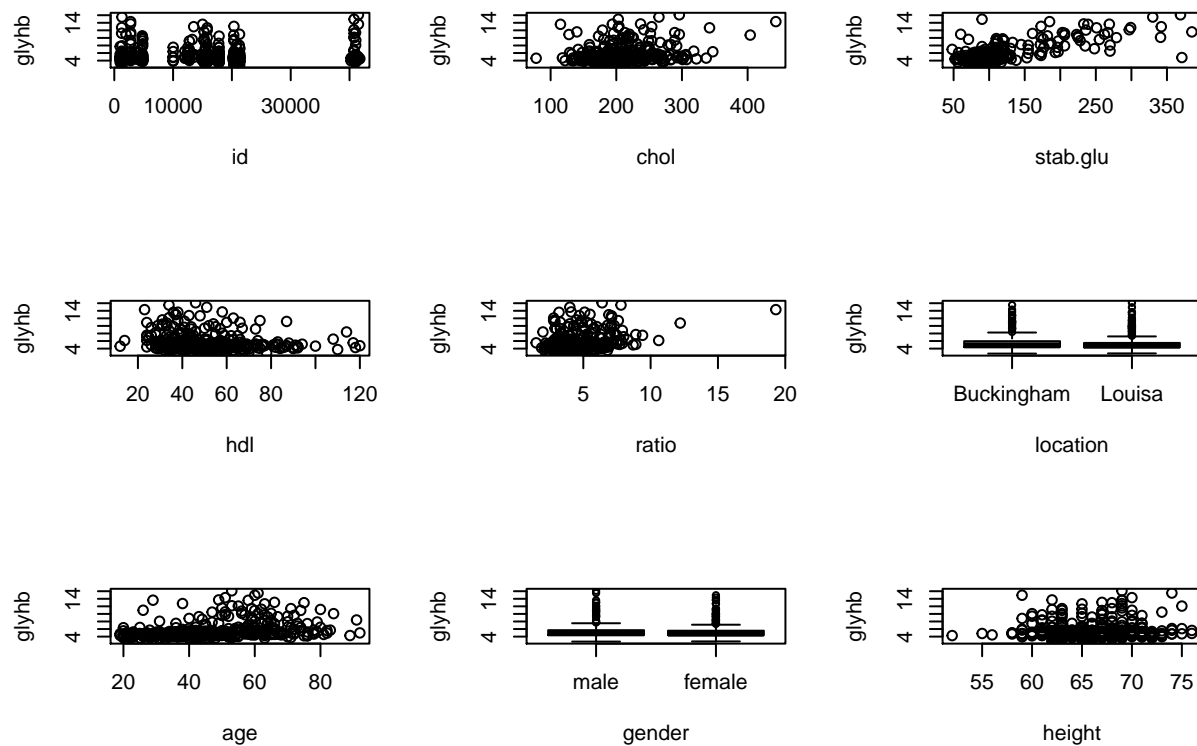 glyhb
4 14
0 10000 30000
id
glyhb
4 14
100 200 300 400
chol
glyhb
4 14
50 150 250 350
stab.glu
glyhb
4 14
20 40 60 80 120
hdl
glyhb
4 14
5 10 15 20
ratio
glyhb
4 14
Buckingham Louisa
location
glyhb
4 14
20 40 60 80
age
glyhb
4 14
male female
gender
glyhb
4 14
55 60 65 70 75
height